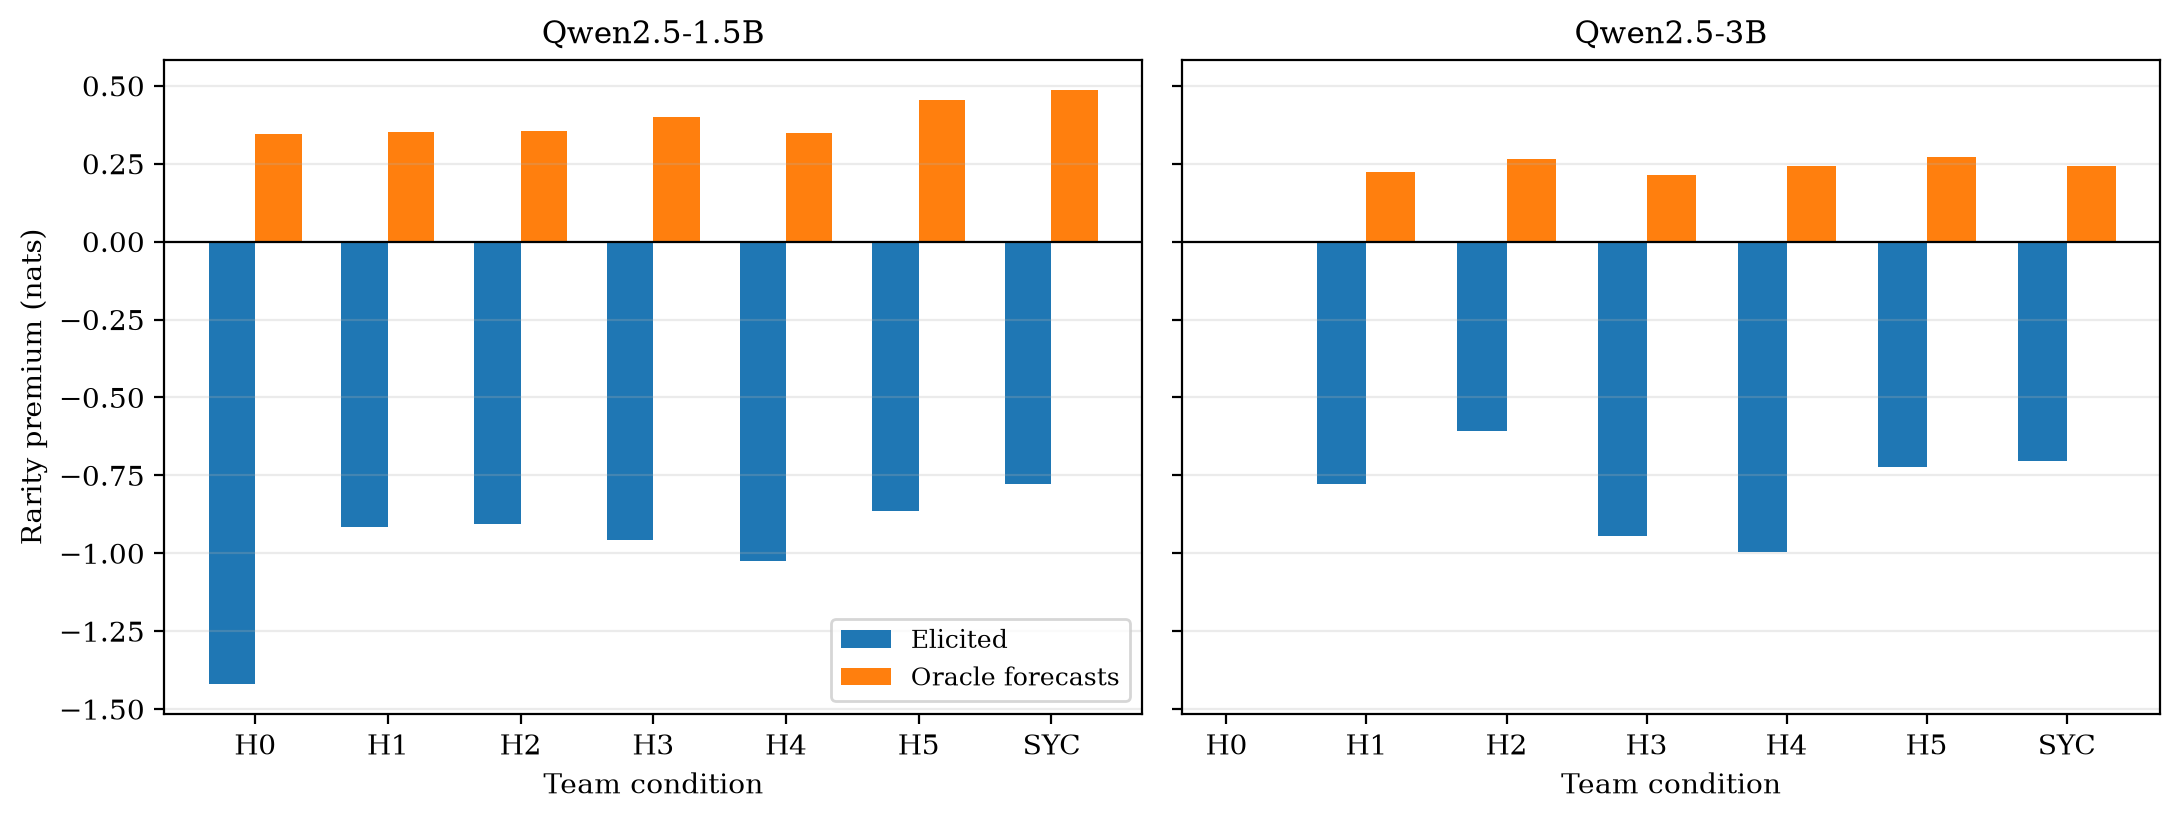 Qwen2.5-1.5B
Qwen2.5-3B
Rarity premium (nats)
0.50
0.25
0.00
−0.25
−0.50
−0.75
−1.00
−1.25
−1.50
Elicited
Oracle forecasts
H0 H1 H2 H3 H4 H5 SYC
Team condition
H0 H1 H2 H3 H4 H5 SYC
Team condition